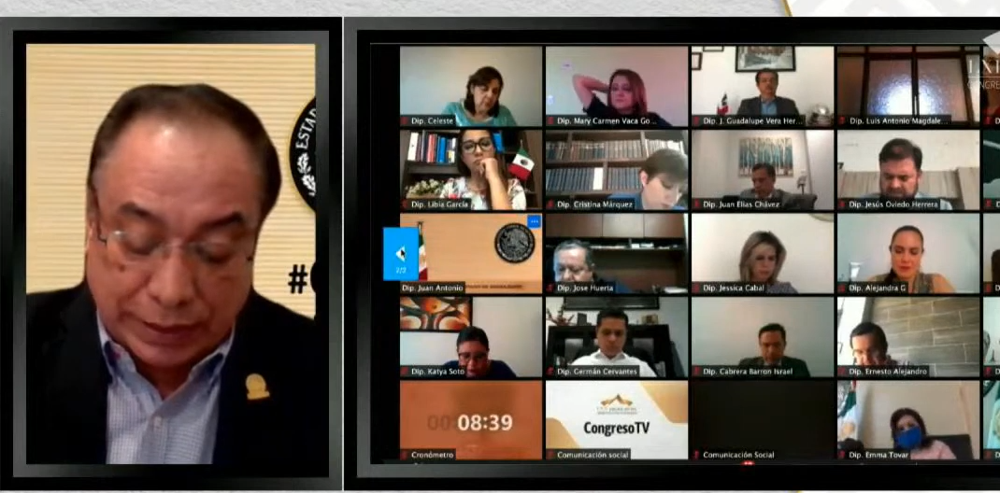 ESTAD
#
Dip. Celeste
Dip. Mary Carmen Vaca Go...
Dip. J. Guadalupe Vera Her...
Dip. Luis Antonio Magdale...
D
CONGRE
Dip. Libia García
Dip. Cristina Márquez
Dip. Juan Elías Chávez
Dip. Jesús Oviedo Herrera
D
2/2
Dip. Juan Antonio
Dip. Jose Huerta
Dip. Jessica Cabal
Dip. Alejandra G
D
Dip. Katya Soto
Dip. Germán Cervantes
Dip. Cabrera Barron Israel
Dip. Ernesto Alejandro
D
00:08:39
Cronómetro
CongresoTV
Comunicación social
Comunicación Social
Dip. Emma Tovar
D